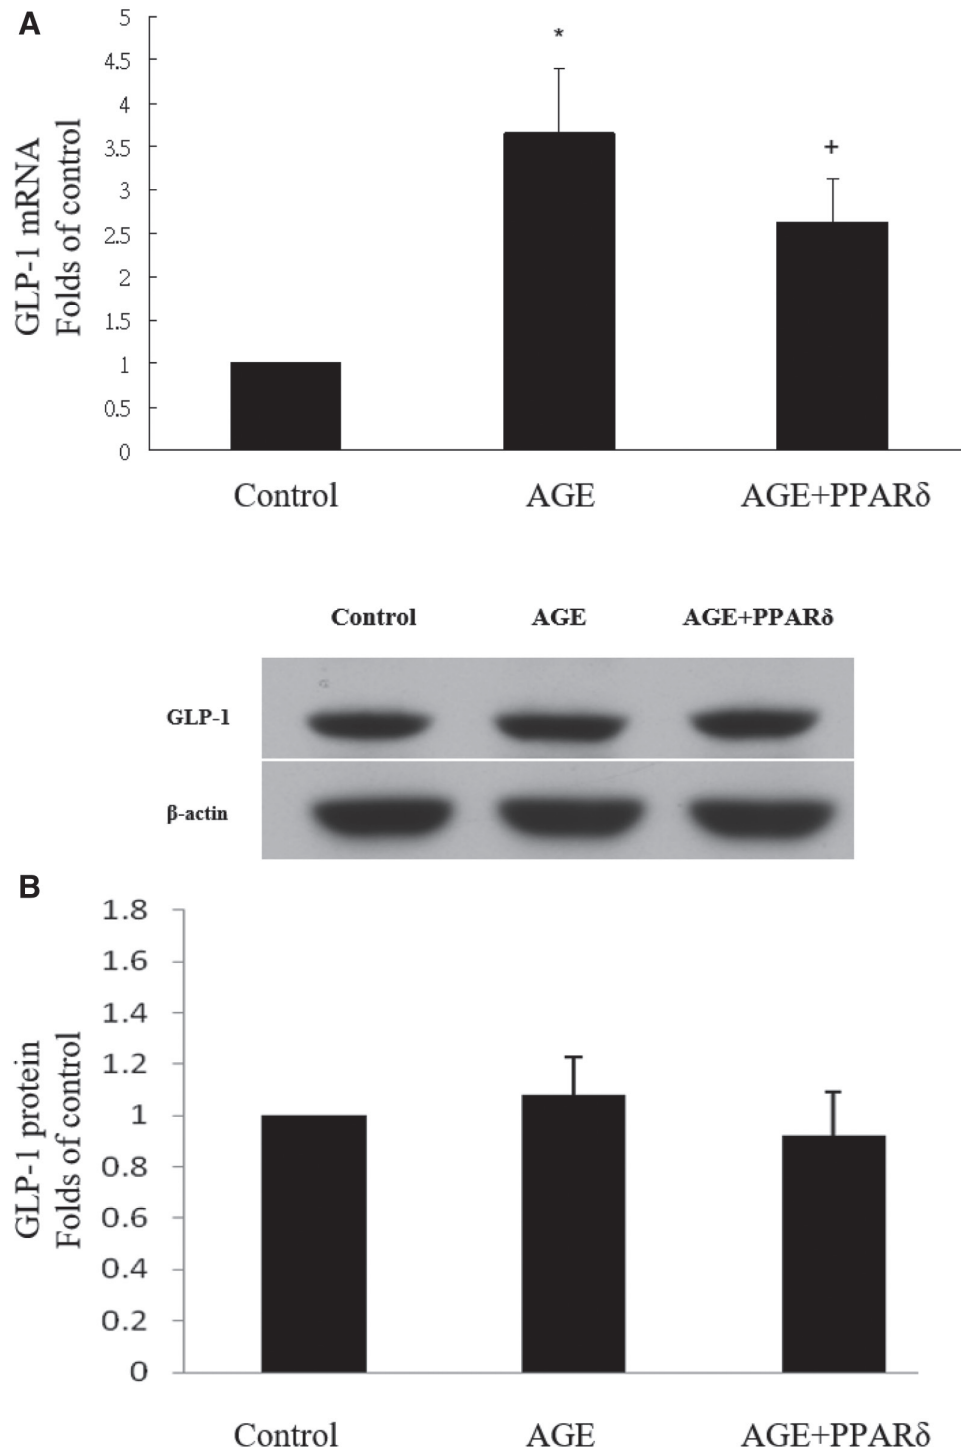 A
GLP-1 mRNA
Folds of control
5
4.5
4
3.5
3
2.5
2
1.5
1
0.5
0
*
+
Control AGE AGE+PPARδ
Control AGE AGE+PPARδ
GLP-1
β-actin
B
GLP-1 protein
Folds of control
1.8
1.6
1.4
1.2
1
0.8
0.6
0.4
0.2
0
Control AGE AGE+PPARδ